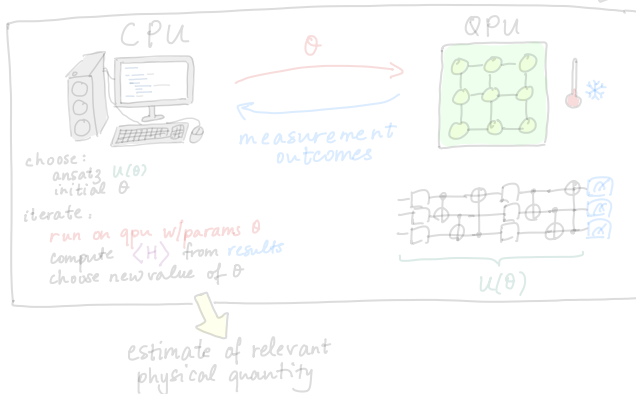 CPU
QPU
θ
measurement
outcomes
choose:
ansatz U(θ)
initial θ
iterate:
run on qpu w/params θ
compute ⟨H⟩ from results
choose new value of θ
U(θ)
estimate of relevant
physical quantity